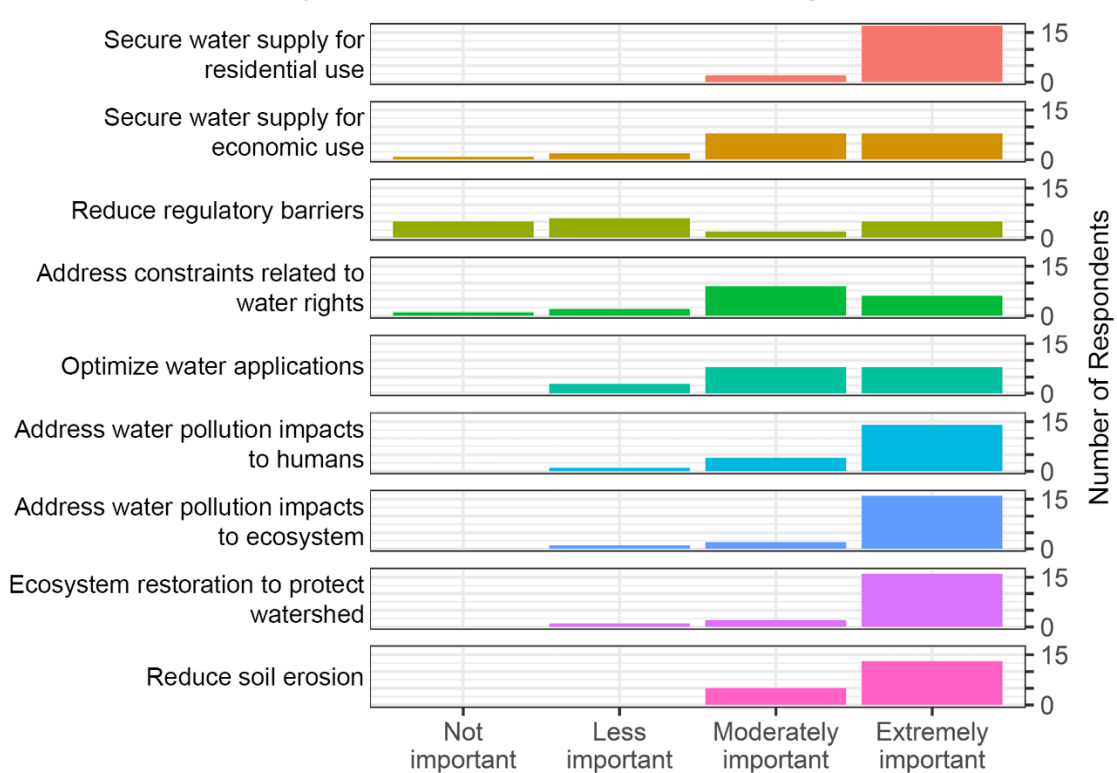 Secure water supply for
residential use
15
0
Secure water supply for
economic use
15
0
Reduce regulatory barriers
15
0
Address constraints related to
water rights
15
0
Optimize water applications
15
0
Address water pollution impacts
to humans
15
0
Address water pollution impacts
to ecosystem
15
0
Ecosystem restoration to protect
watershed
15
0
Reduce soil erosion
15
0
Number of Respondents
Not
important
Less
important
Moderately
important
Extremely
important